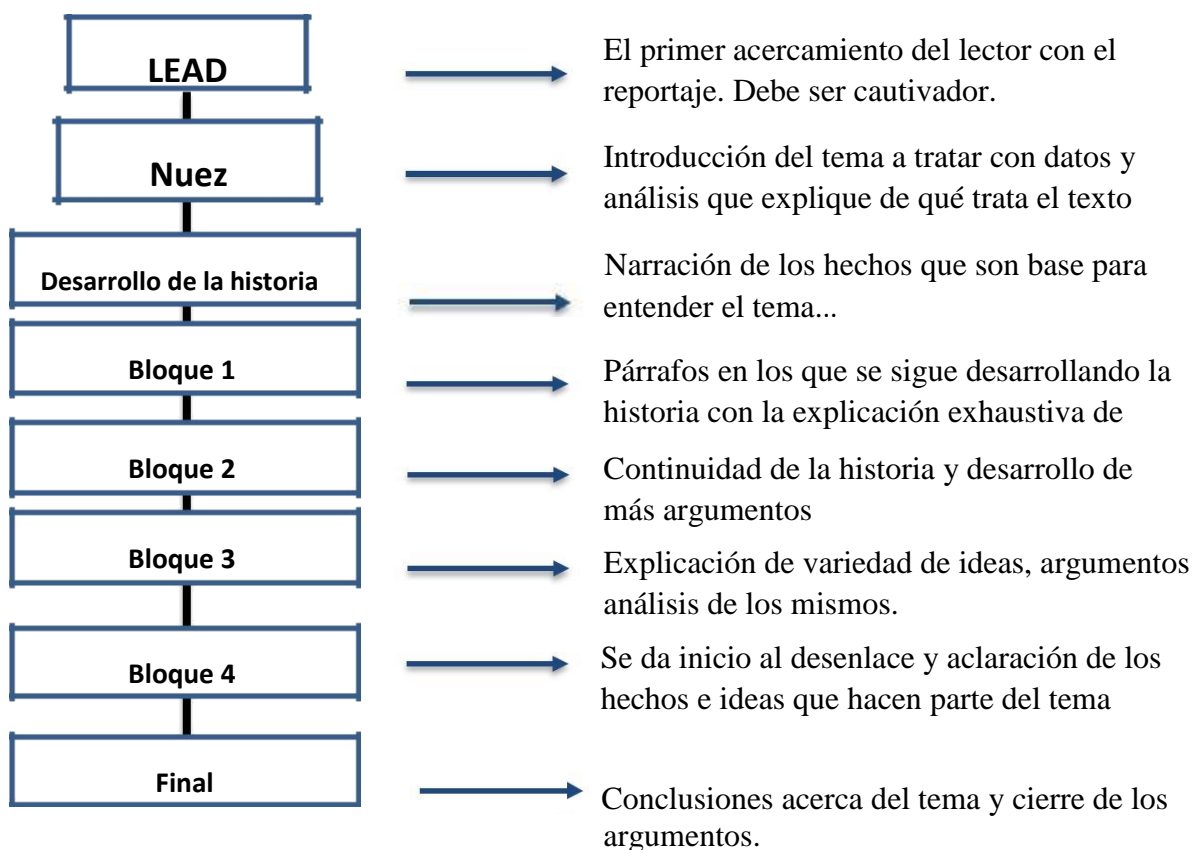 LEAD
El primer acercamiento del lector con el
reportaje. Debe ser cautivador.
Nuez
Introducción del tema a tratar con datos y
análisis que explique de qué trata el texto
Desarrollo de la historia
Narración de los hechos que son base para
entender el tema...
Bloque 1
Párrafos en los que se sigue desarrollando la
historia con la explicación exhaustiva de
Bloque 2
Continuidad de la historia y desarrollo de
más argumentos
Bloque 3
Explicación de variedad de ideas, argumentos
análisis de los mismos.
Bloque 4
Se da inicio al desenlace y aclaración de los
hechos e ideas que hacen parte del tema
Final
Conclusiones acerca del tema y cierre de los
argumentos.